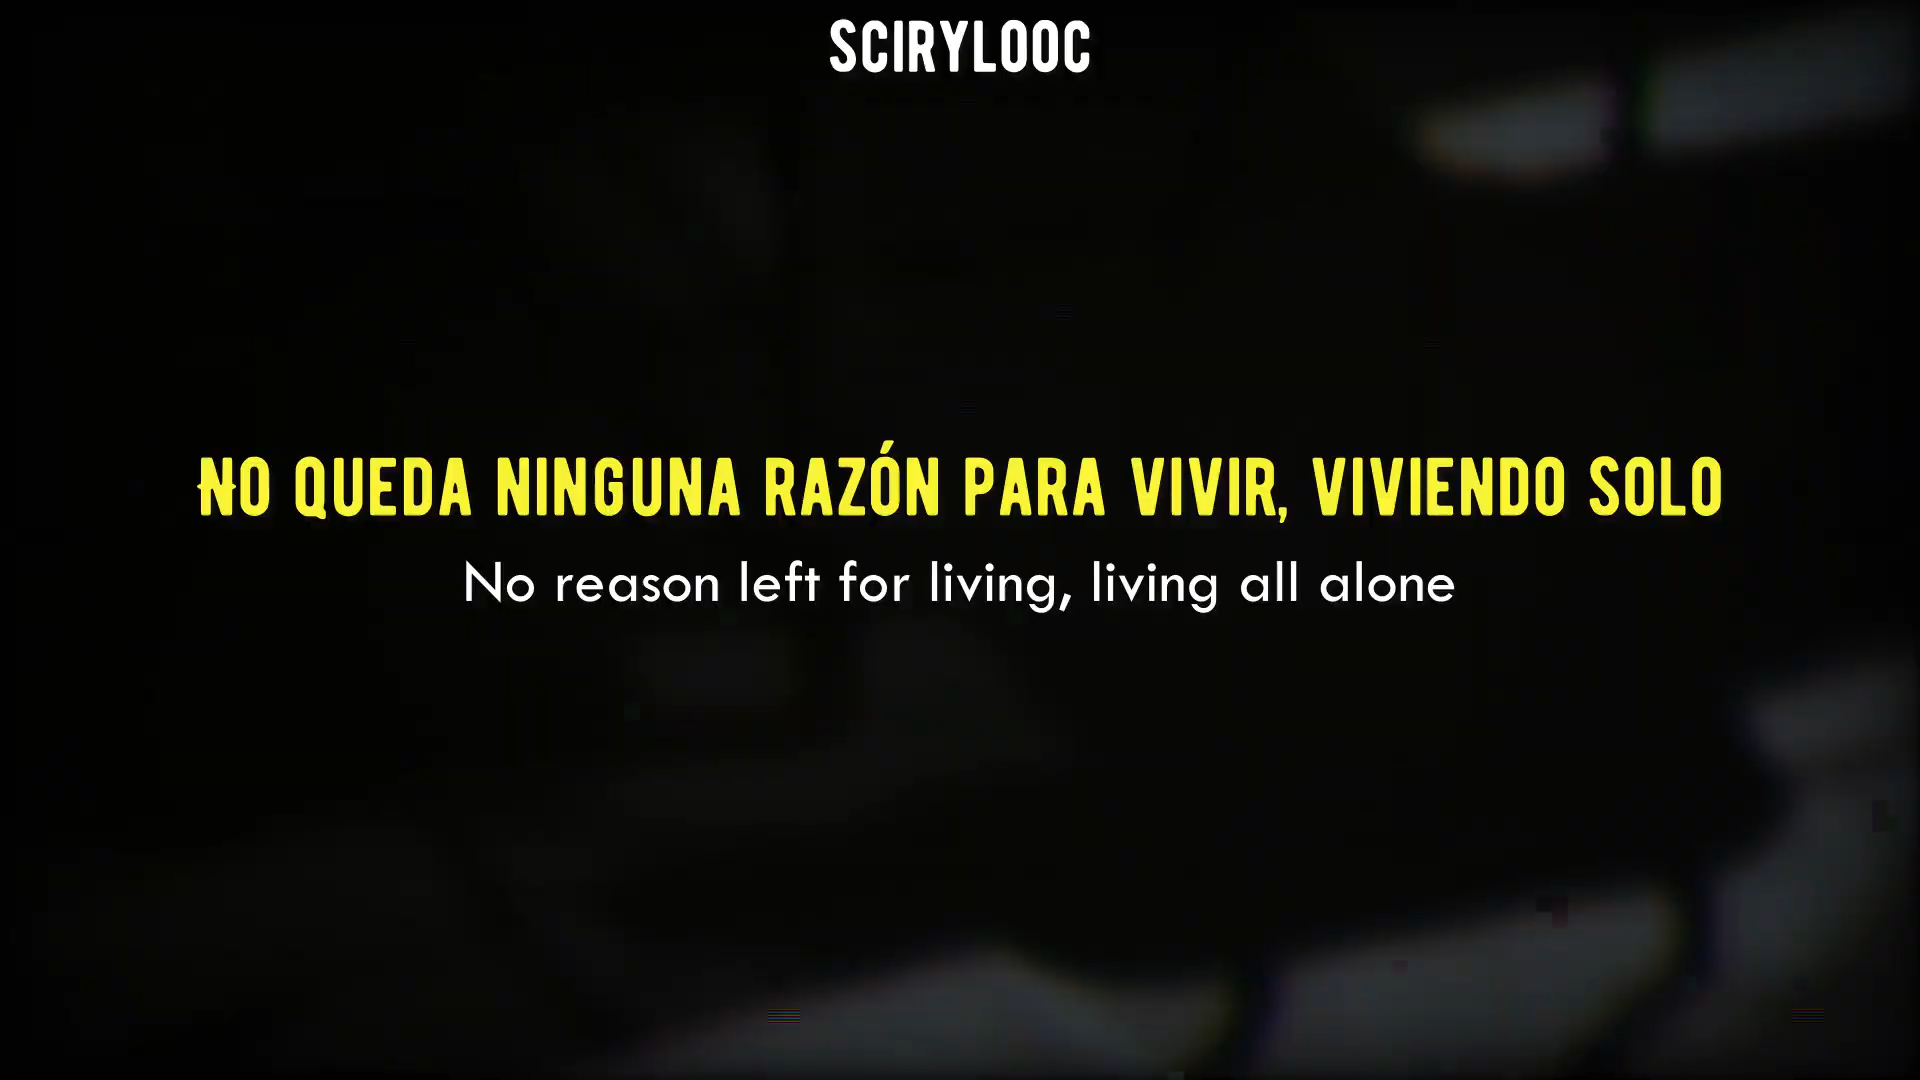 SCIRYLOOC
NO QUEDA NINGUNA RAZÓN PARA VIVIR, VIVIENDO SOLO
No reason left for living, living all alone